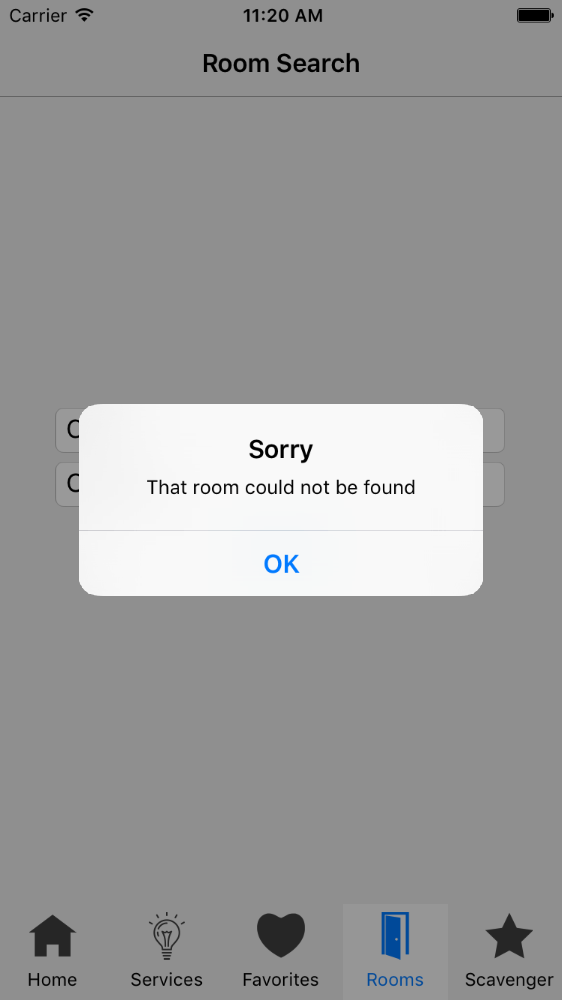 Carrier 11:20 AM
Room Search
Sorry
That room could not be found
OK
Home Services Favorites Rooms Scavenger